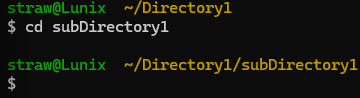 straw@Lunix ~/Directory1
$ cd subDirectory1
straw@Lunix ~/Directory1/subDirectory1
$